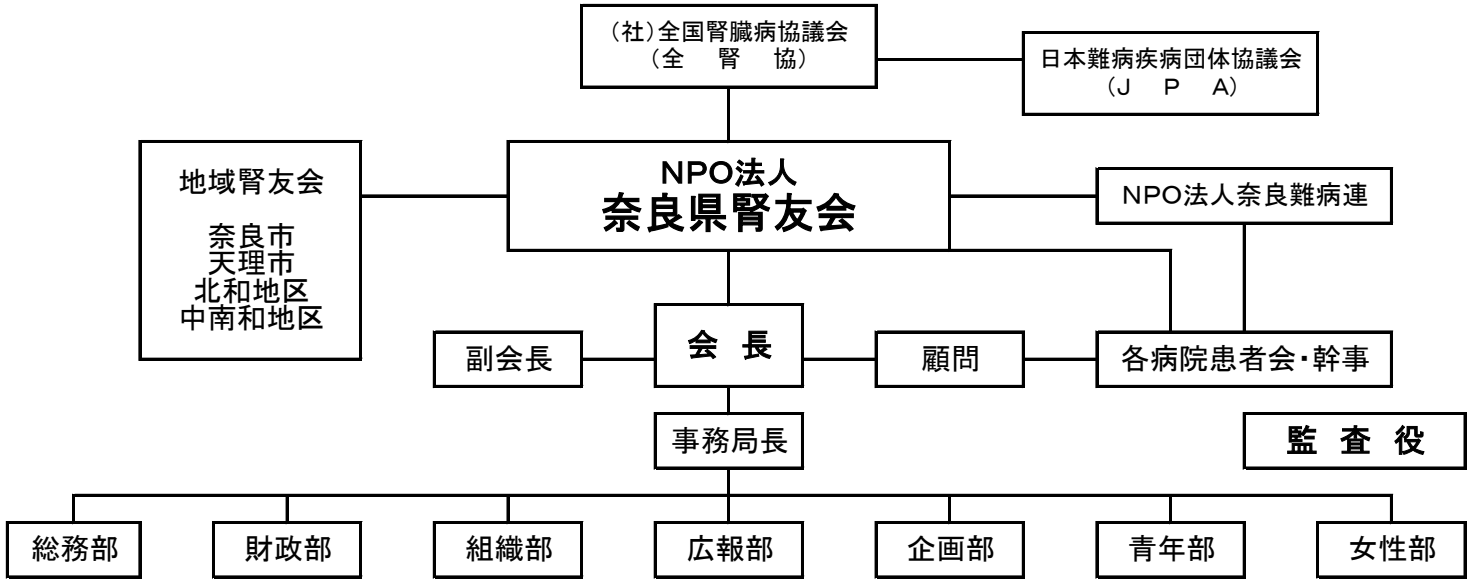 （社）全国腎臓病協議会
（全　腎　協）
日本難病疾病団体協議会
（Ｊ　Ｐ　Ａ）
地域腎友会
奈良市
天理市
北和地区
中南和地区
NPO法人
奈良県腎友会
NPO法人奈良難病連
副会長
会　長
顧問
各病院患者会・幹事
事務局長
監　査　役
総務部
財政部
組織部
広報部
企画部
青年部
女性部